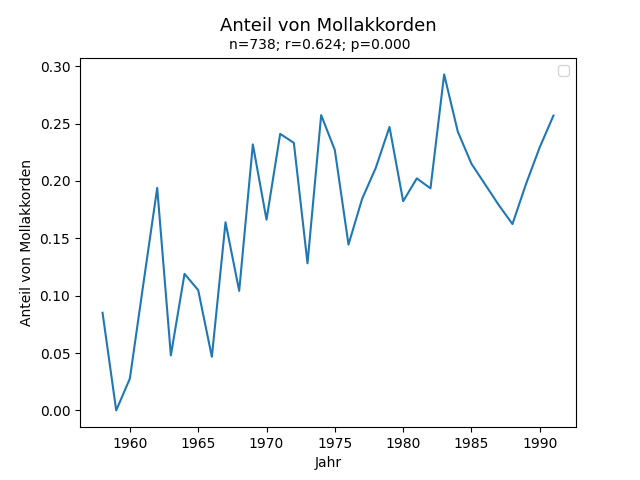 Anteil von Mollakkorden
n=738; r=0.624; p=0.000
0.30
0.25
0.20
0.15
0.10
0.05
0.00
Anteil von Mollakkorden
1960 1965 1970 1975 1980 1985 1990
Jahr